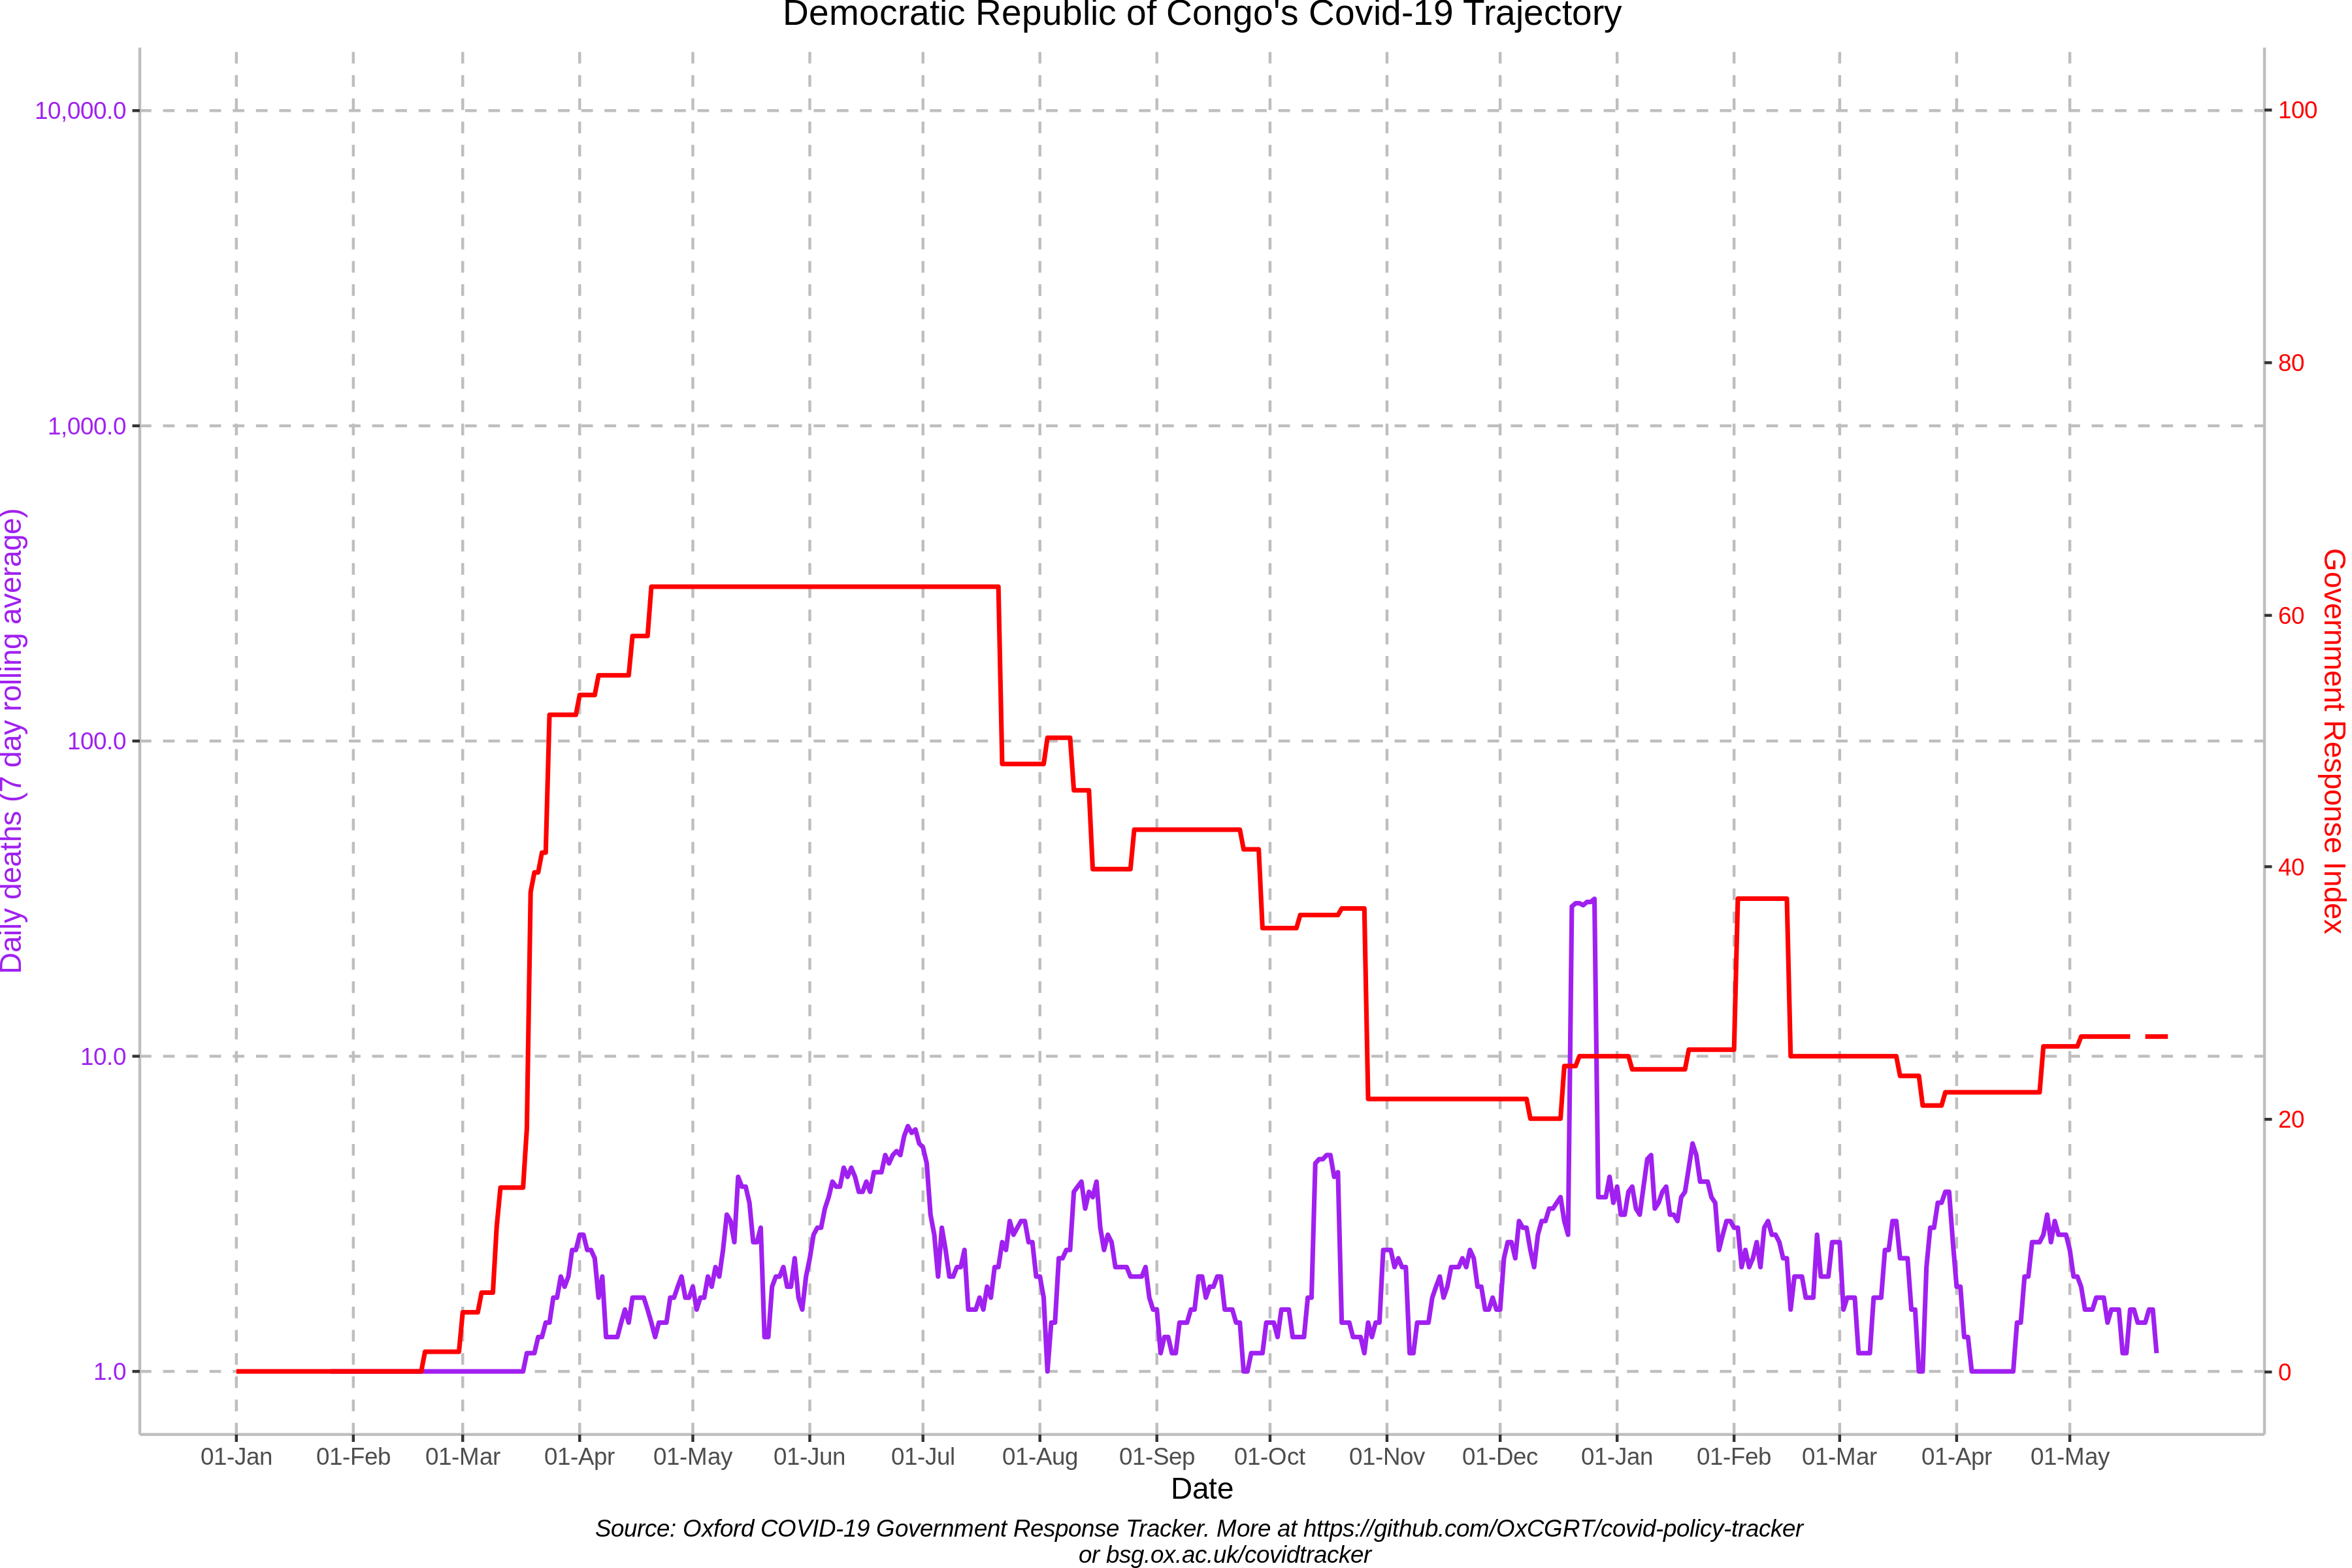 Democratic Republic of Congo's Covid-19 Trajectory
10,000.0
1,000.0
100.0
10.0
1.0
Daily deaths (7 day rolling average)
100
80
60
40
20
0
Government Response Index
01-Jan 01-Feb 01-Mar 01-Apr 01-May 01-Jun 01-Jul 01-Aug 01-Sep 01-Oct 01-Nov 01-Dec 01-Jan 01-Feb 01-Mar 01-Apr 01-May
Date
Source: Oxford COVID-19 Government Response Tracker. More at https://github.com/OxCGRT/covid-policy-tracker
or bsg.ox.ac.uk/covidtracker